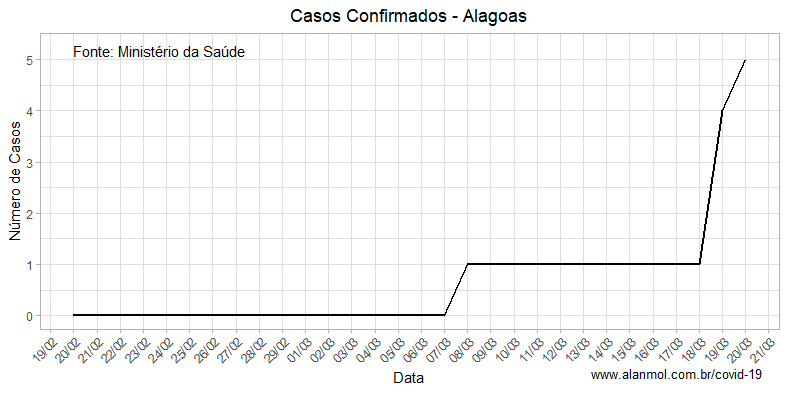 Casos Confirmados - Alagoas
Fonte: Ministério da Saúde
Número de Casos
5
4
3
2
1
0
19/02 20/02 21/02 22/02 23/02 24/02 25/02 26/02 27/02 28/02 29/02 01/03 02/03 03/03 04/03 05/03 06/03 07/03 08/03 09/03 10/03 11/03 12/03 13/03 14/03 15/03 16/03 17/03 18/03 19/03 20/03 21/03
Data
www.alanmol.com.br/covid-19